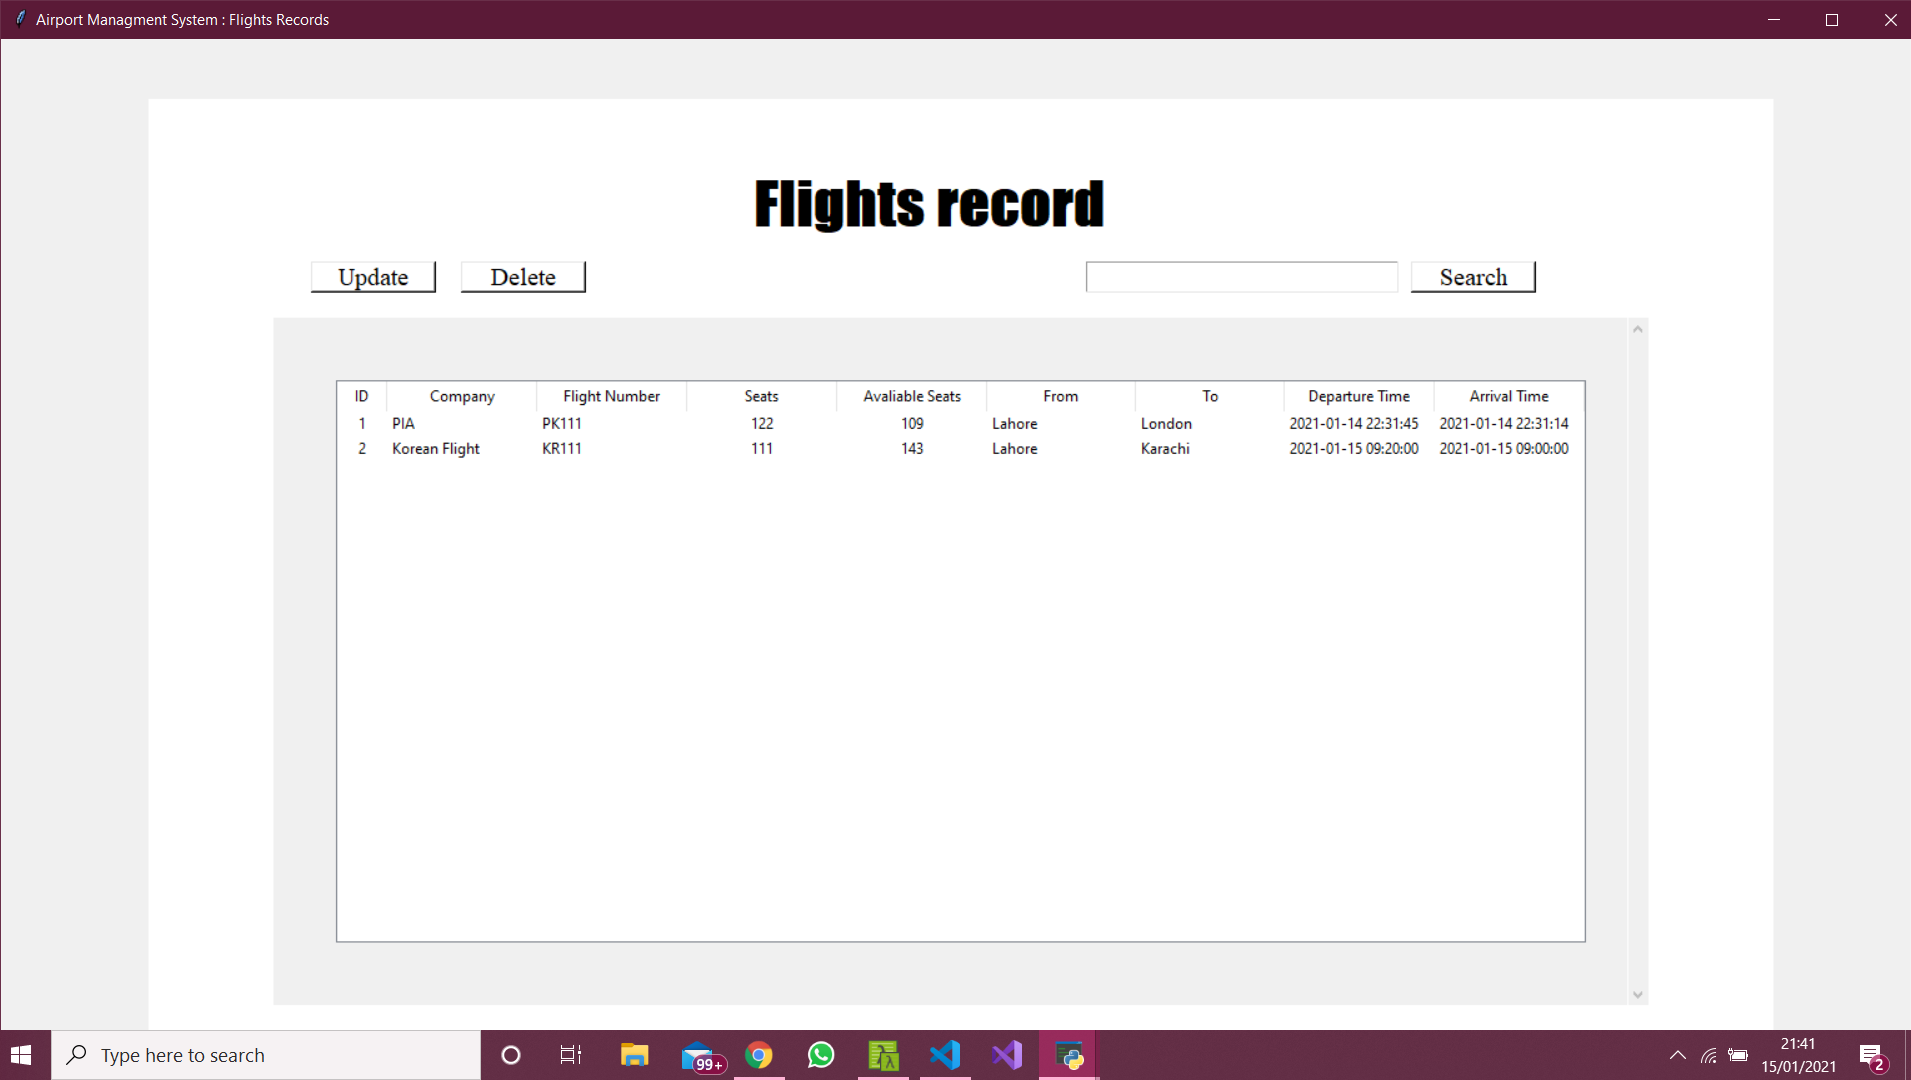 Airport Managment System : Flights Records
Flights record
Update Delete Search
ID Company Flight Number Seats Avaliable Seats From To Departure Time Arrival Time
1 PIA PK111 122 109 Lahore London 2021-01-14 22:31:45 2021-01-14 22:31:14
2 Korean Flight KR111 111 143 Lahore Karachi 2021-01-15 09:20:00 2021-01-15 09:00:00
Type here to search
99+
21:41
15/01/2021
2